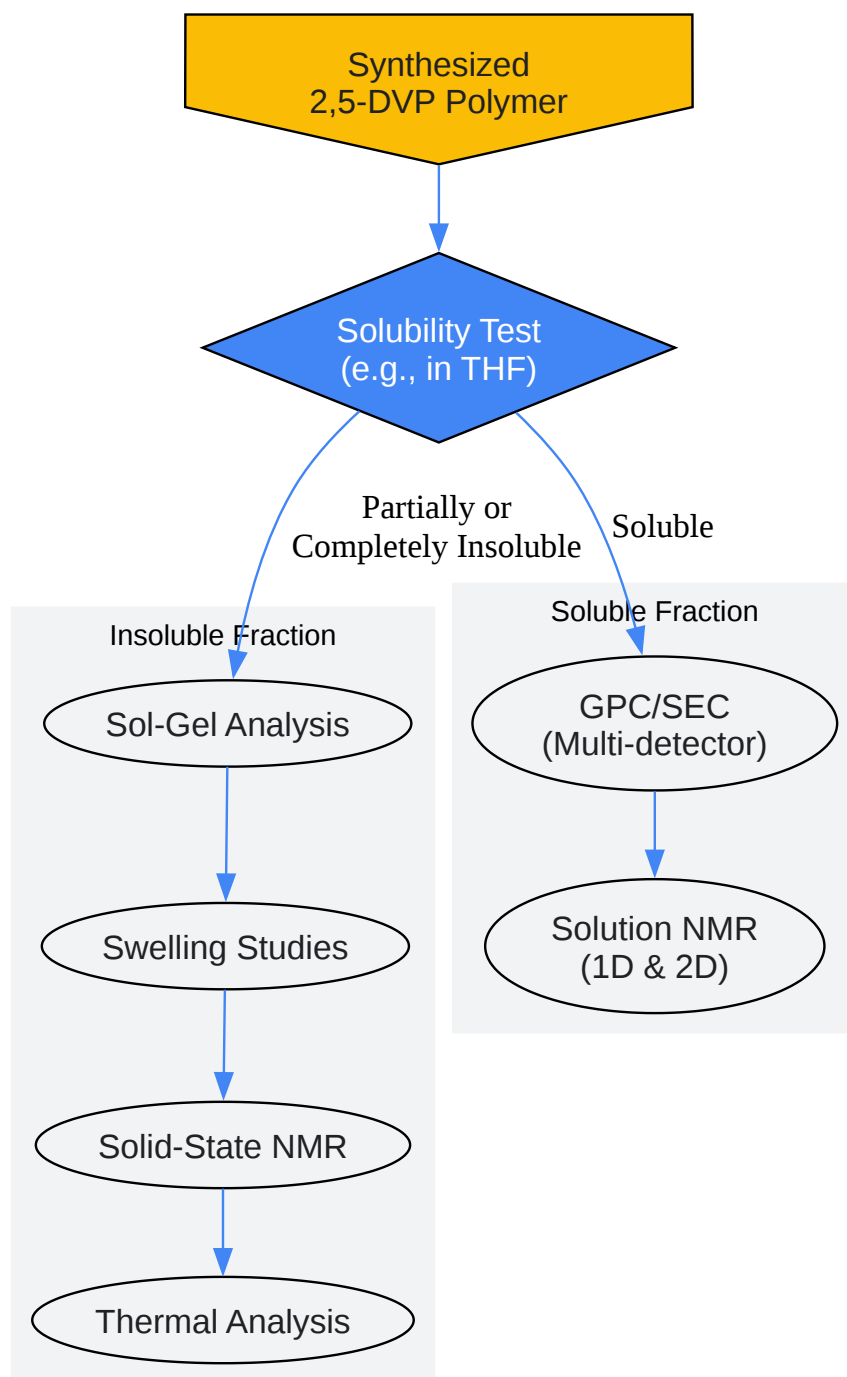 Synthesized
2,5-DVP Polymer
Solubility Test
(e.g., in THF)
Partially or
Completely Insoluble
Soluble
Insoluble Fraction
Sol-Gel Analysis
Swelling Studies
Solid-State NMR
Thermal Analysis
Soluble Fraction
GPC/SEC
(Multi-detector)
Solution NMR
(1D & 2D)